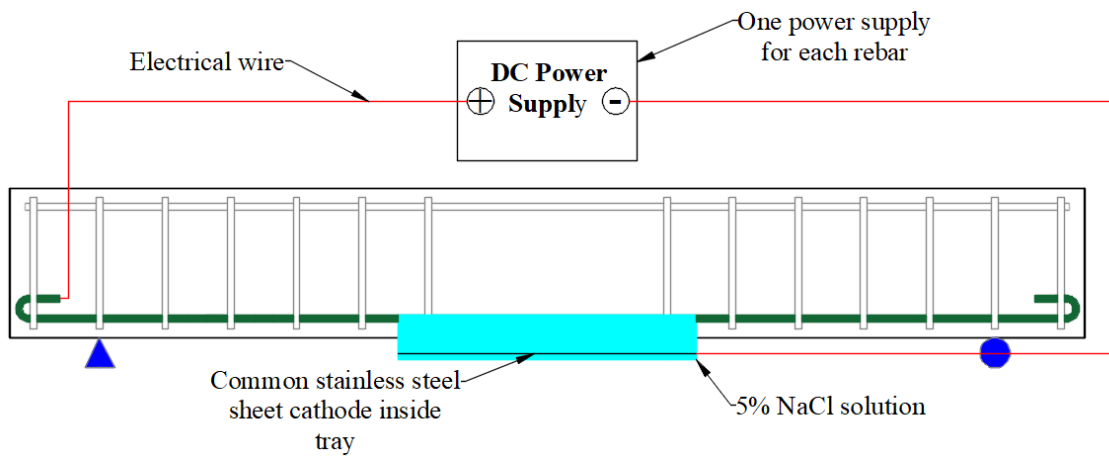 One power supply
for each rebar
Electrical wire
DC Power
Supply
+
-
Common stainless steel
sheet cathode inside
tray
5% NaCl solution